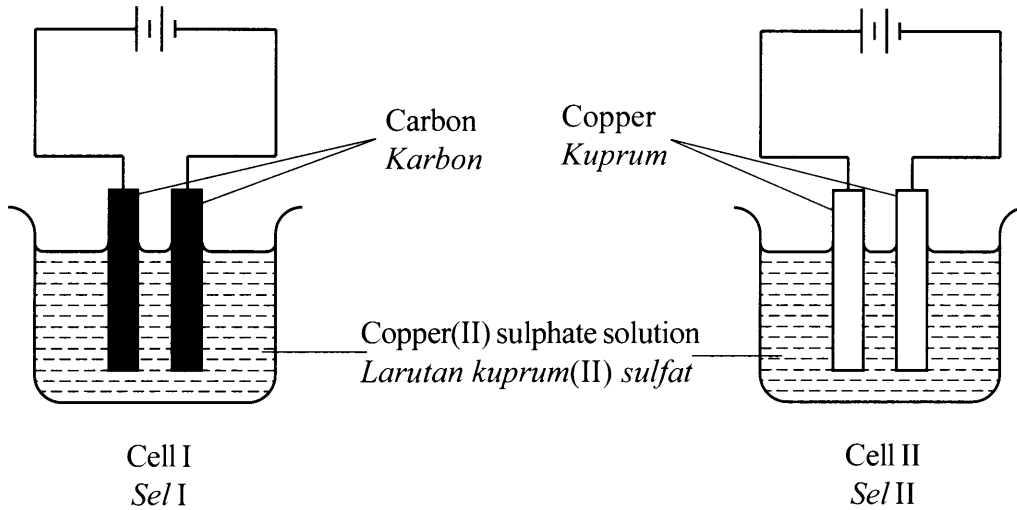 Carbon
Karbon
Copper
Kuprum
Copper(II) sulphate solution
Larutan kuprum(II) sulfat
Cell I
Sel I
Cell II
Sel II